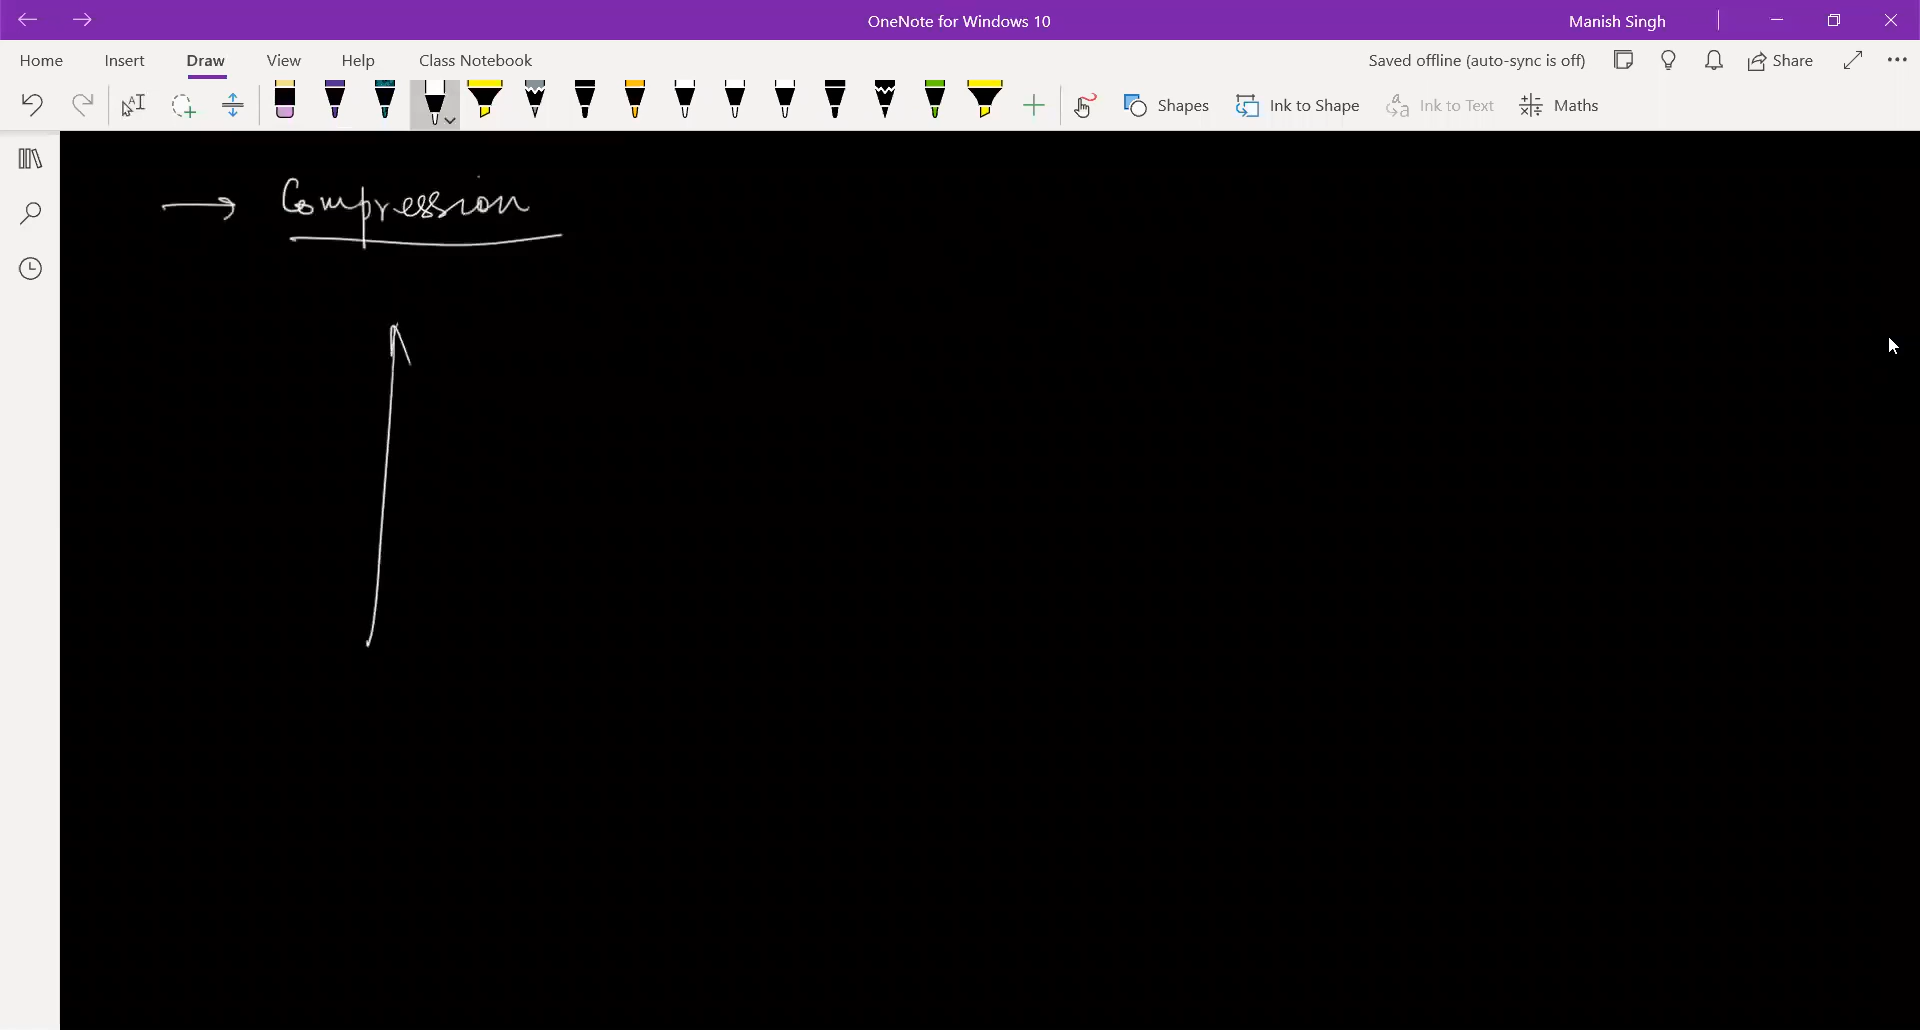 OneNote for Windows 10
Manish Singh
Home Insert Draw View Help Class Notebook
Saved offline (auto-sync is off)
Share
Shapes Ink to Shape Ink to Text Maths
→ Compression